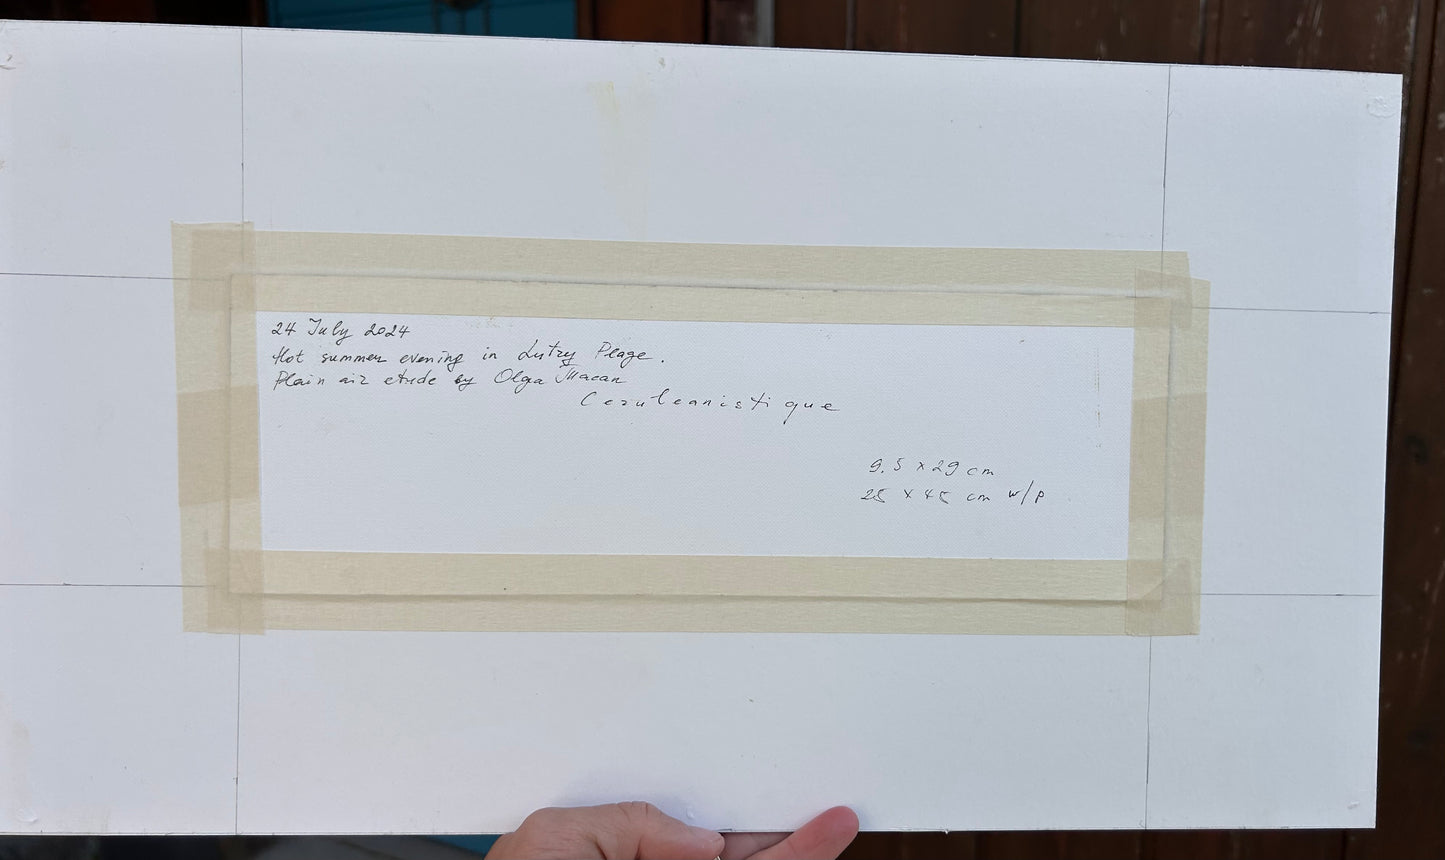 24 July 2024
Hot summer evening in Lutry Plage.
Plain air etude by Olga Macan
Ceruleanistique
9.5 x 29 cm
25 x 45 cm w/p